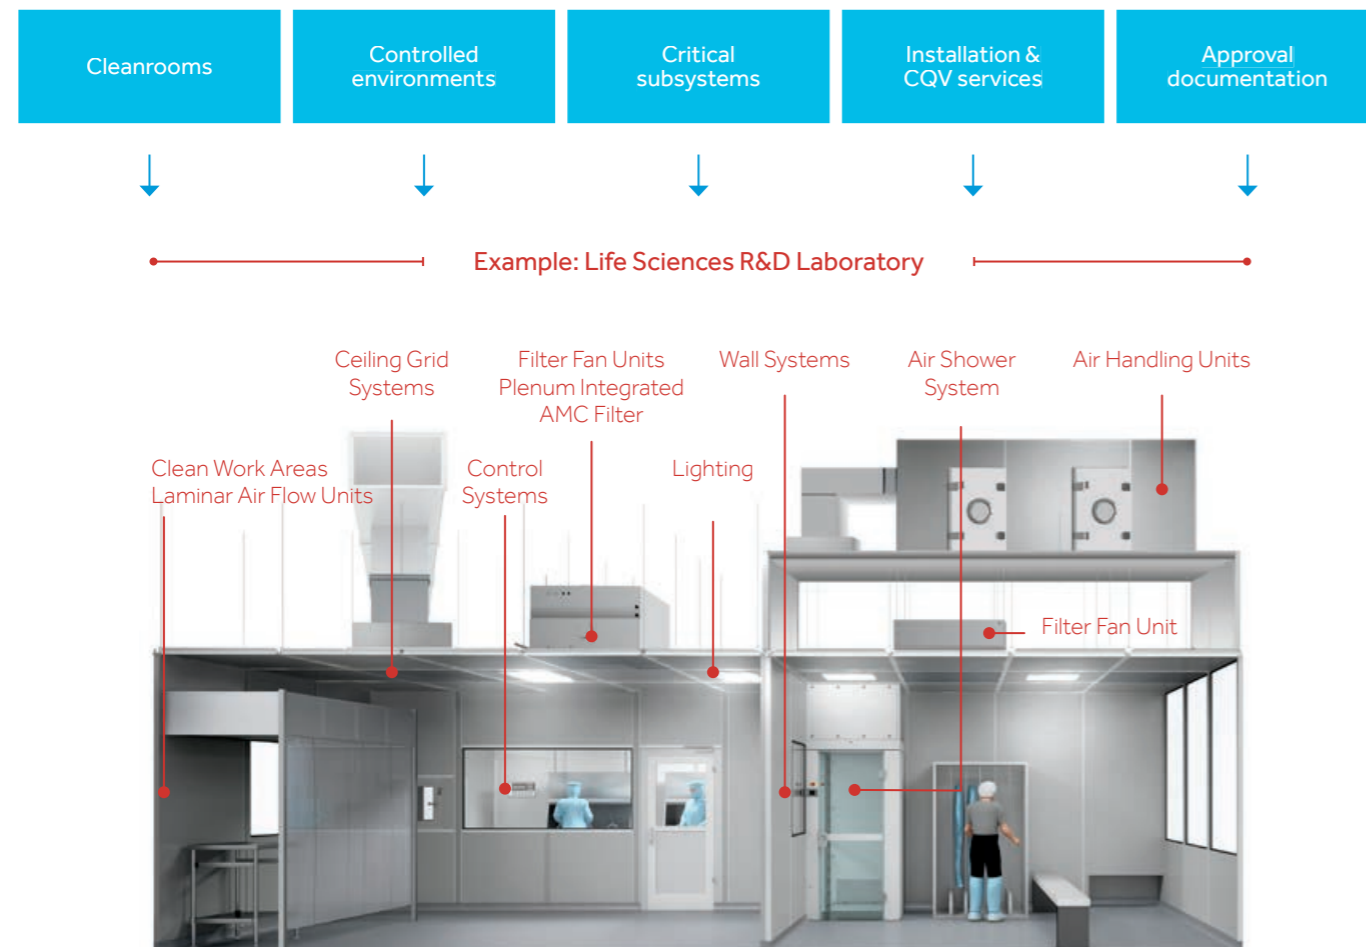 Cleanrooms
Controlled
environments
Critical
subsystems
Installation &
CQV services
Approval
documentation
Example: Life Sciences R&D Laboratory
Ceiling Grid
Systems
Filter Fan Units
Plenum Integrated
AMC Filter
Wall Systems
Air Shower
System
Air Handling Units
Clean Work Areas
Laminar Air Flow Units
Control
Systems
Lighting
Filter Fan Unit